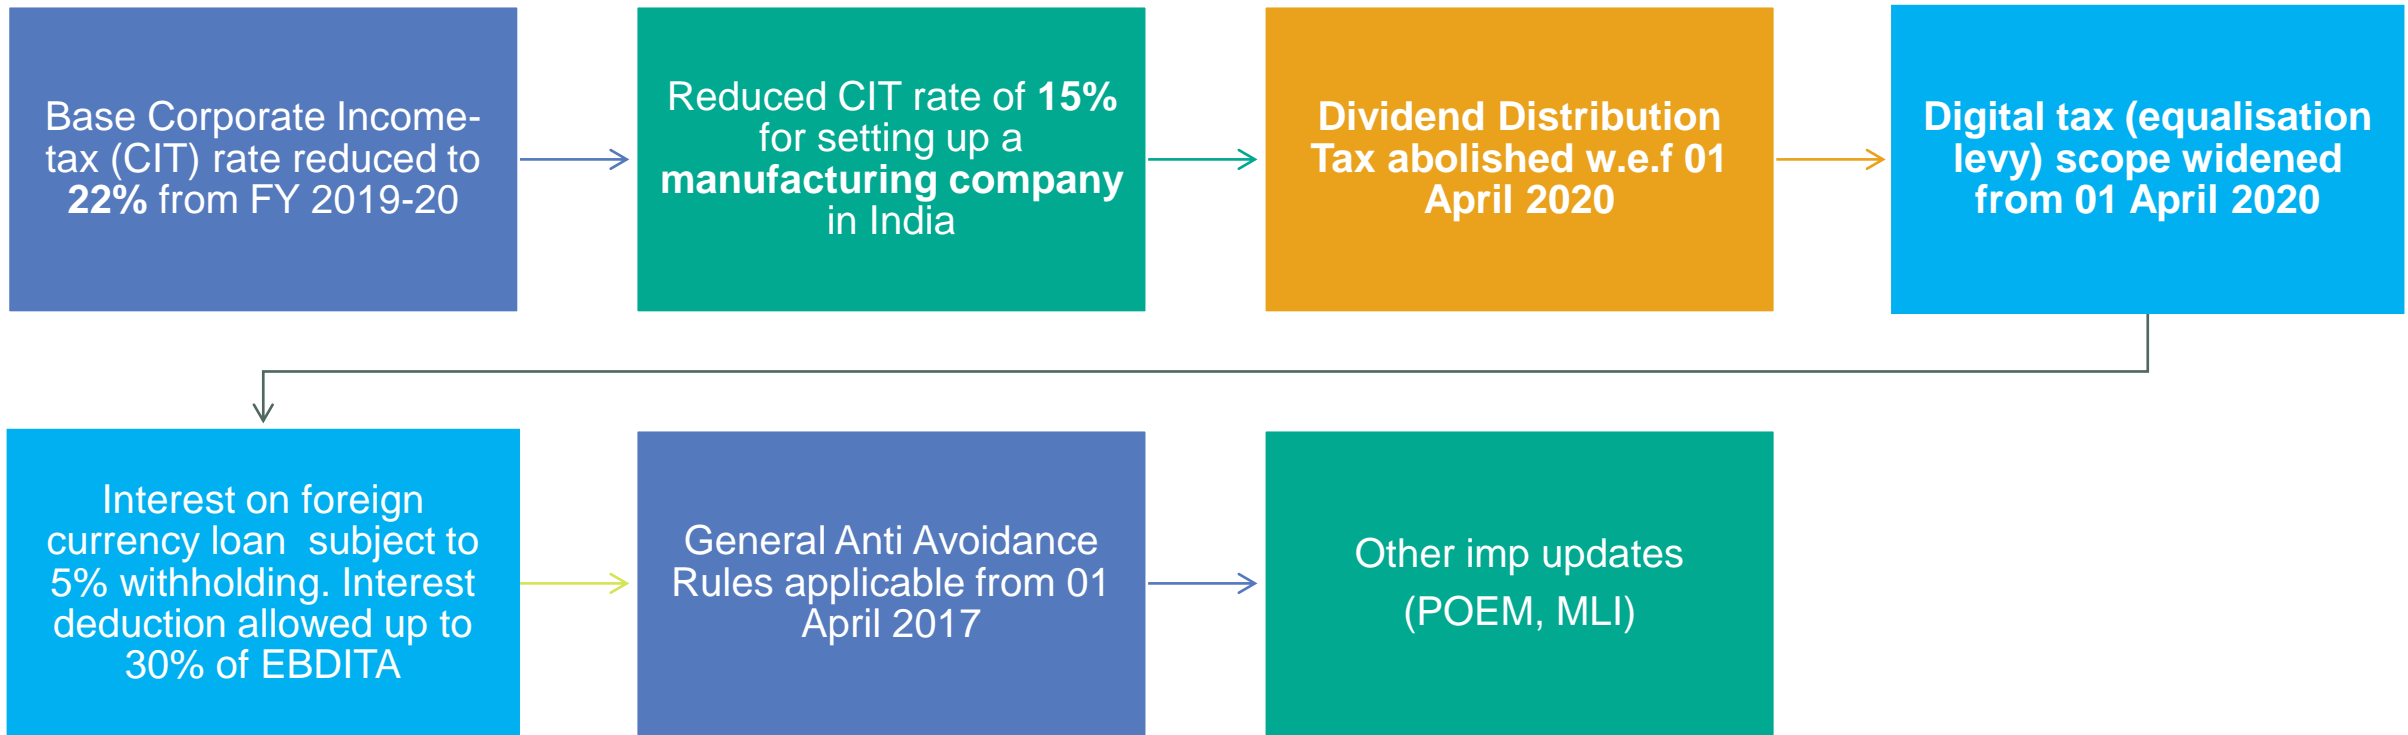 Base Corporate Income-
tax (CIT) rate reduced to
22% from FY 2019-20
Reduced CIT rate of 15%
for setting up a
manufacturing company
in India
Dividend Distribution
Tax abolished w.e.f 01
April 2020
Digital tax (equalisation
levy) scope widened
from 01 April 2020
Interest on foreign
currency loan  subject to
5% withholding. Interest
deduction allowed up to
30% of EBDITA
General Anti Avoidance
Rules applicable from 01
April 2017
Other imp updates
(POEM, MLI)